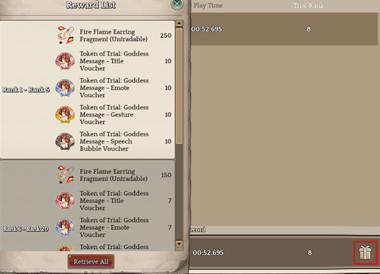 Reward List
Play Time
Trial Rank
Fire Flame Earring
Fragment (Untradable)
250
00:52.695
8
Token of Trial: Goddess
Message - Title
Voucher
10
Rank 1 - Rank 5
Token of Trial: Goddess
Message - Emote
Voucher
10
Token of Trial: Goddess
Message - Gesture
Voucher
10
Token of Trial: Goddess
Message - Speech
Bubble Voucher
10
Fire Flame Earring
Fragment (Untradable)
150
Token of Trial: Goddess
Message - Title
Voucher
7
Token of Trial: Goddess
Message - Emote
Voucher
7
Token of Trial: Goddess
00:52.695
8
Retrieve All